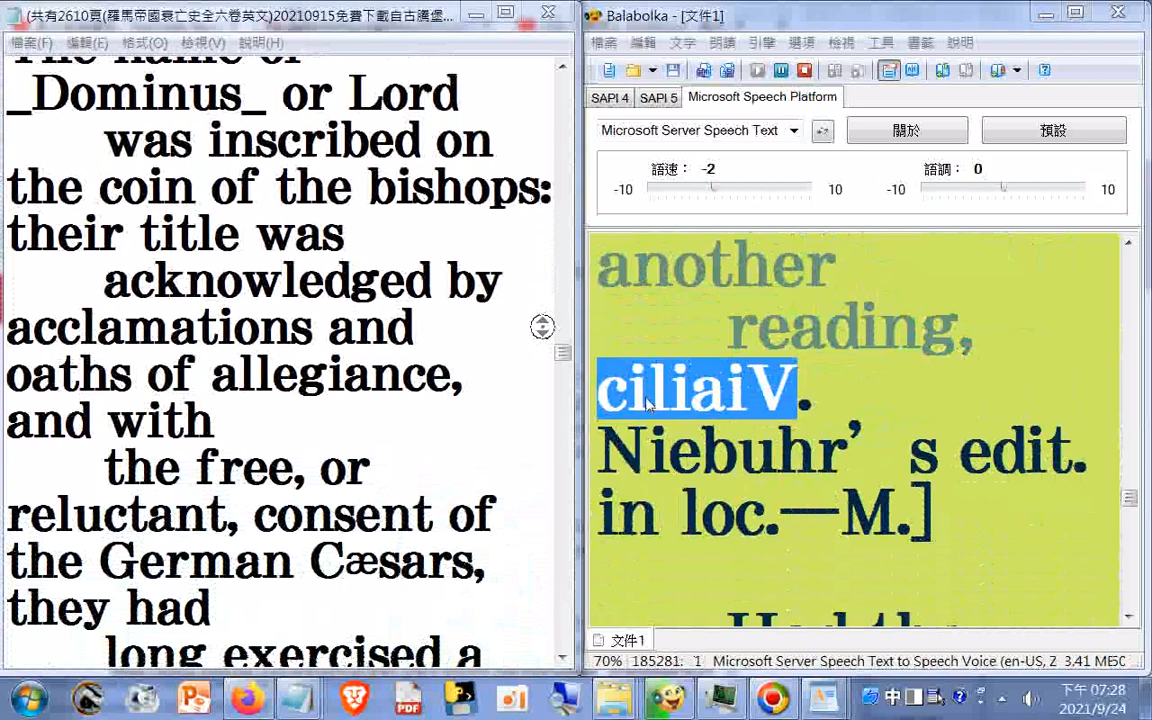 (共有2610頁(羅馬帝國衰亡史全六卷英文)20210915免費下載自古騰堡...
檔案(F) 編輯(E) 格式(O) 檢視(V) 說明(H)
The name of
_Dominus_ or Lord
was inscribed on
the coin of the bishops:
their title was
acknowledged by
acclamations and
oaths of allegiance,
and with
the free, or
reluctant, consent of
the German Cæsars,
they had
long exercised a
Balabolka - [文件1]
檔案 編輯 文字 朗讀 引擎 選項 檢視 工具 書籤 說明
SAPI 4 SAPI 5 Microsoft Speech Platform
Microsoft Server Speech Text 關於 預設
語速： -2 語調： 0
-10 10 -10 10
another
reading,
ciliaiV.
Niebuhr’s edit.
in loc.—M.]
Had the
文件1
70% 185281: 1 Microsoft Server Speech Text to Speech Voice (en-US, Z 3.41 ME50
中 下午 07:28
2021/9/24